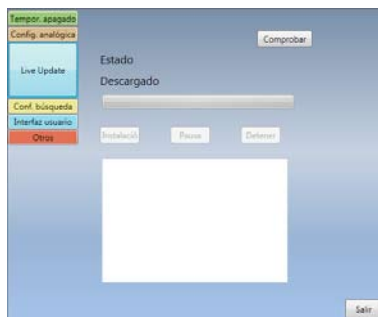 Tempor. apagado
Config. analógica
Live Update
Conf. búsqueda
Interfaz usuario
Otros
Comprobar
Estado
Descargado
Instalació
Pausa
Detener
Salir